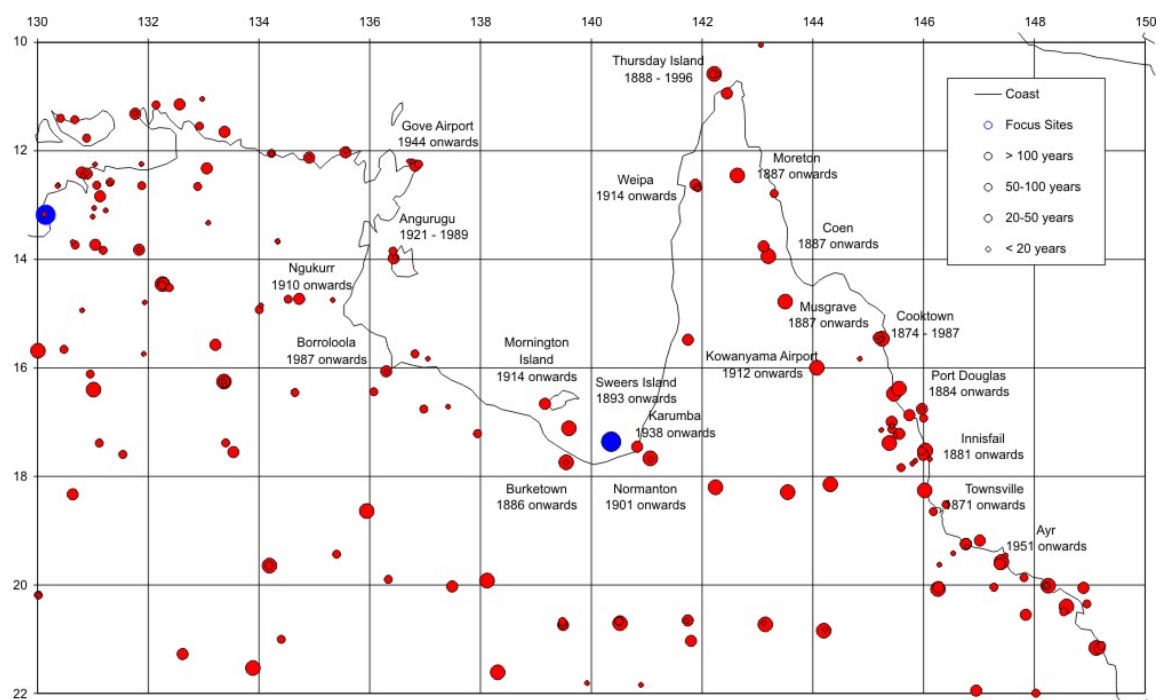 130 132 134 136 138 140 142 144 146 148 150
10
Thursday Island
1888 - 1996
Coast
Focus Sites
> 100 years
50-100 years
20-50 years
< 20 years
Gove Airport
1944 onwards
12
Moreton
1887 onwards
Weipa
1914 onwards
Angurugu
1921 - 1989
Coen
1887 onwards
14
Ngukurr
1910 onwards
Musgrave
1887 onwards
Cooktown
1874 - 1987
Borroloola
1987 onwards
Mornington
Island
1914 onwards
Kowanyama Airport
1912 onwards
16
Sweers Island
1893 onwards
Port Douglas
1884 onwards
Karumba
1938 onwards
Innisfail
1881 onwards
18
Burketown
1886 onwards
Normanton
1901 onwards
Townsville
1871 onwards
Ayr
1951 onwards
20
22